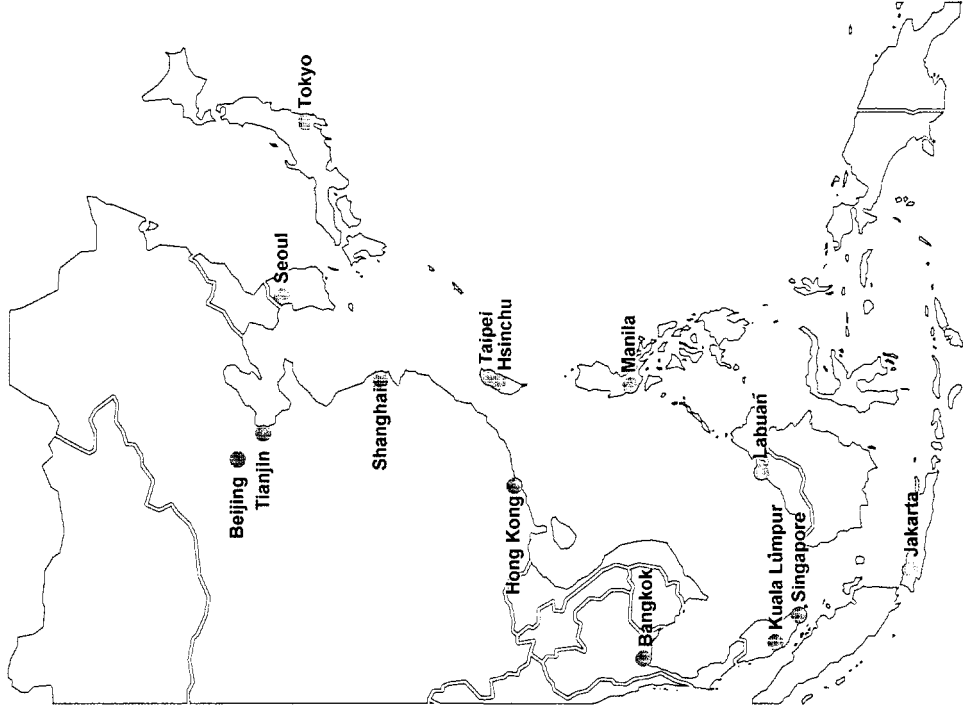 Tokyo
Seoul
Beijing
Tianjin
Shanghai
Taipei
Hsinchu
Hong Kong
Manila
Bangkok
Labuan
Kuala Lumpur
Singapore
Jakarta